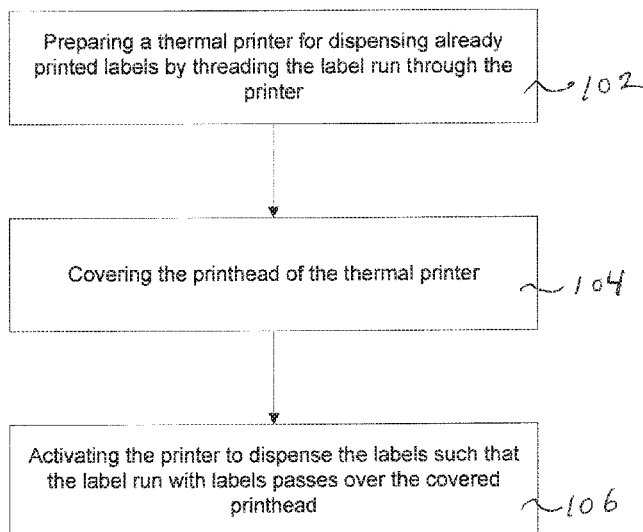 Preparing a thermal printer for dispensing already
printed labels by threading the label run through the
printer
102
Covering the printhead of the thermal printer
104
Activating the printer to dispense the labels such that
the label run with labels passes over the covered
printhead
106